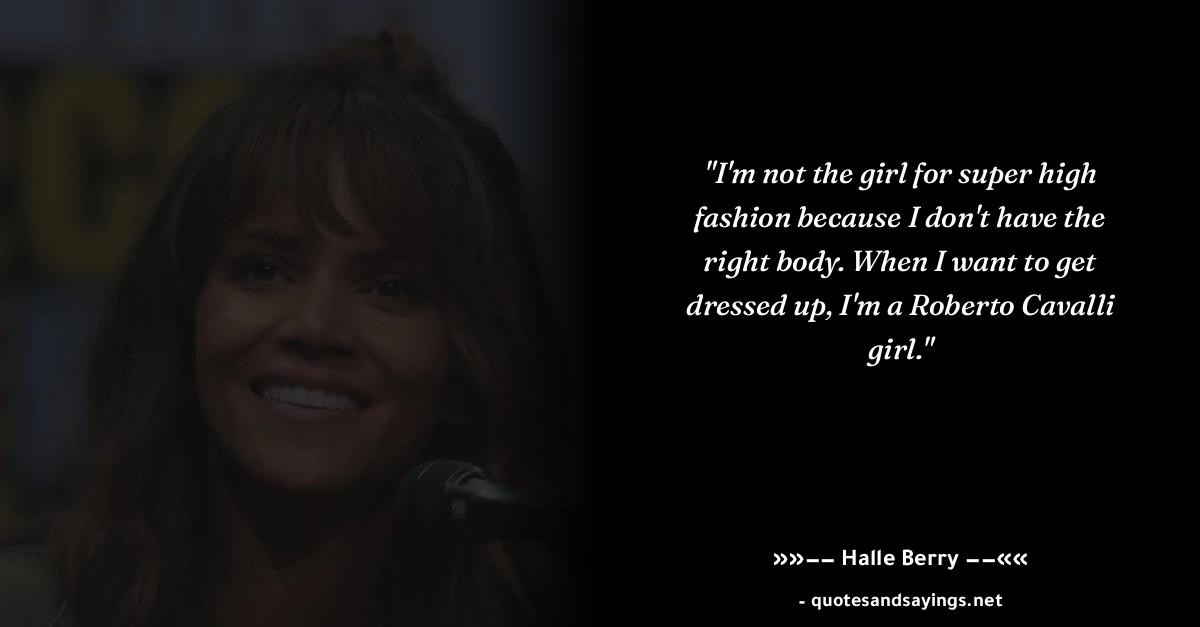 "I'm not the girl for super high
fashion because I don't have the
right body. When I want to get
dressed up, I'm a Roberto Cavalli
girl."
»»−− Halle Berry −−««
- quotesandsayings.net